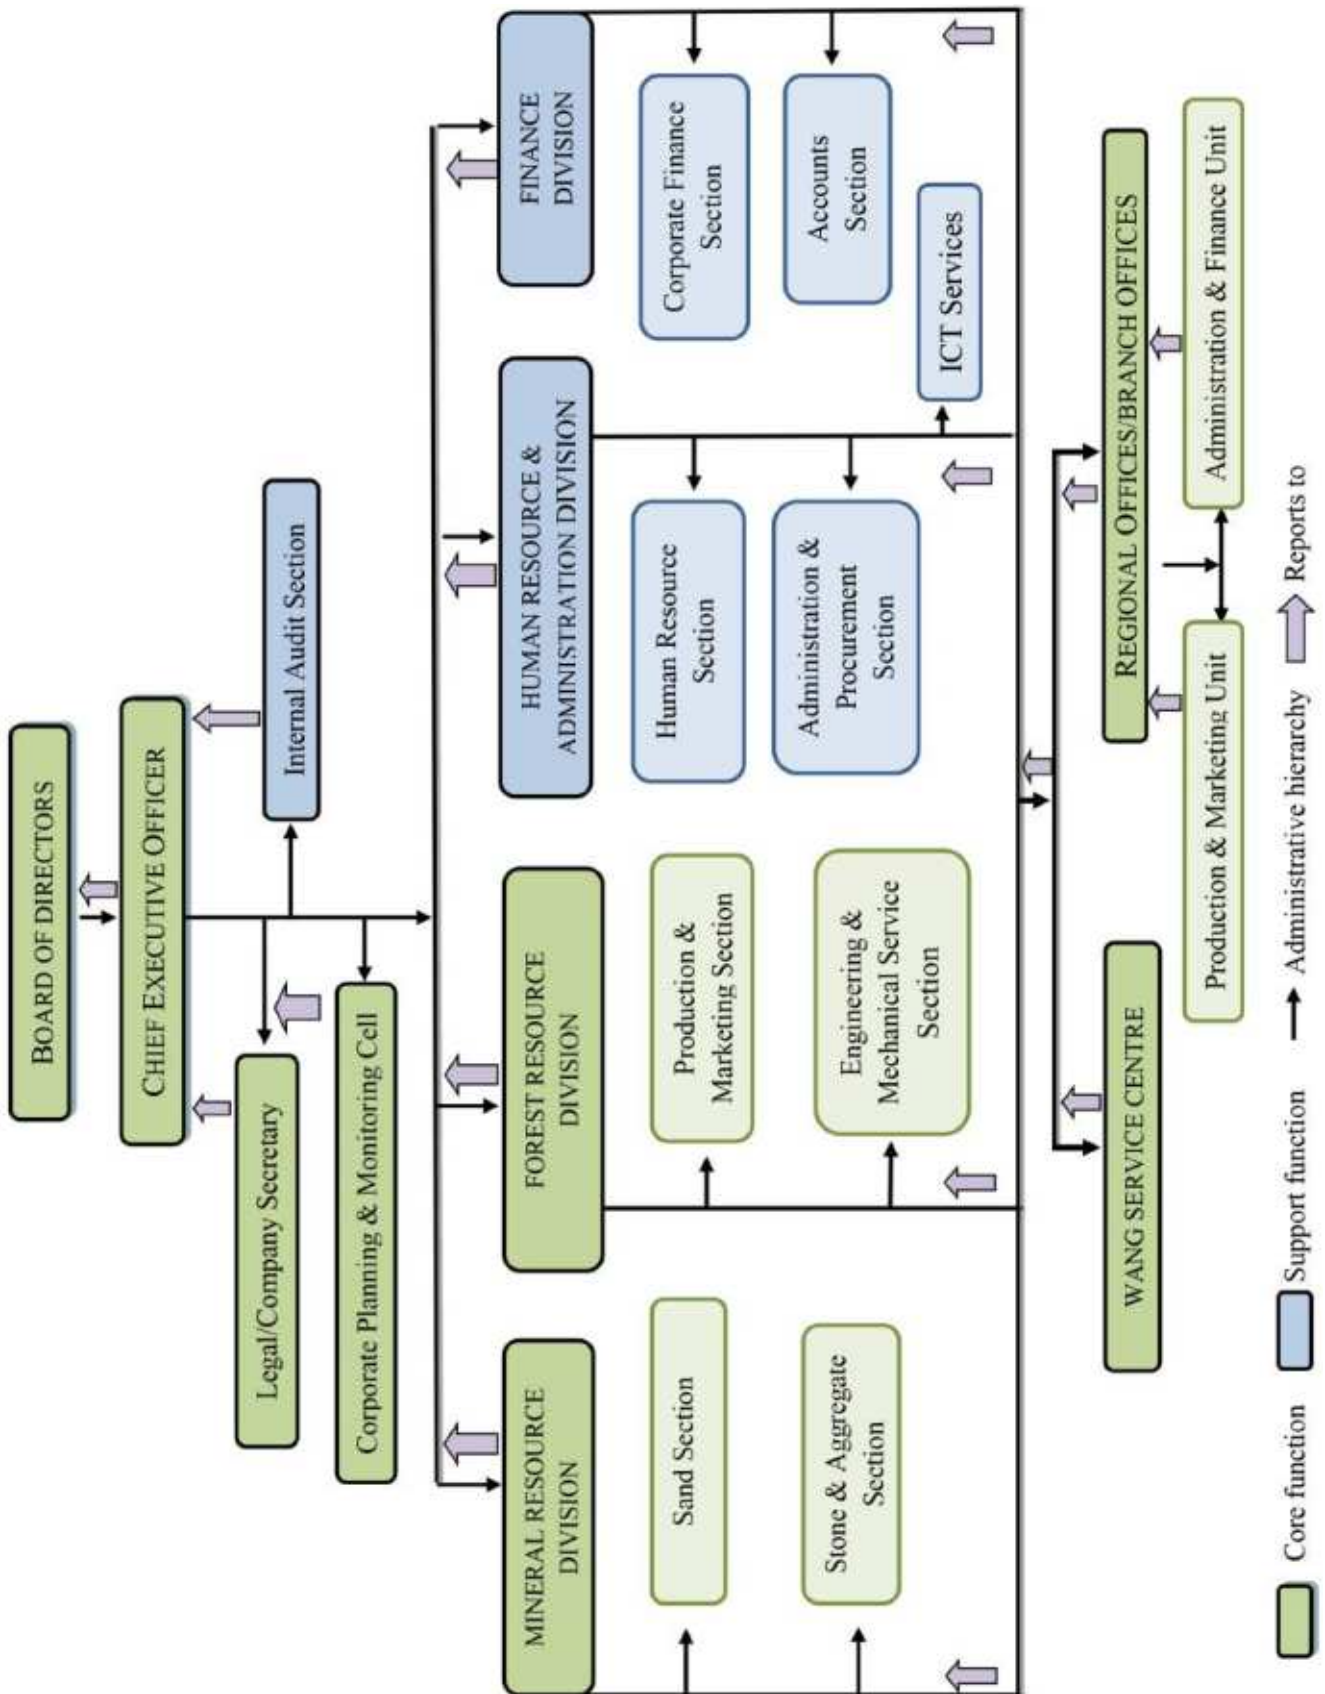 BOARD OF DIRECTORS
CHIEF EXECUTIVE OFFICER
Legal/Company Secretary
Internal Audit Section
Corporate Planning & Monitoring Cell
MINERAL RESOURCE
DIVISION
FOREST RESOURCE
DIVISION
HUMAN RESOURCE &
ADMINISTRATION DIVISION
FINANCE
DIVISION
Sand Section
Production &
Marketing Section
Human Resource
Section
Corporate Finance
Section
Stone & Aggregate
Section
Engineering &
Mechanical Service
Section
Administration &
Procurement
Section
Accounts
Section
ICT Services
WANG SERVICE CENTRE
REGIONAL OFFICES/BRANCH OFFICES
Production & Marketing Unit
Administration & Finance Unit
Core function
Support function
Administrative hierarchy
Reports to